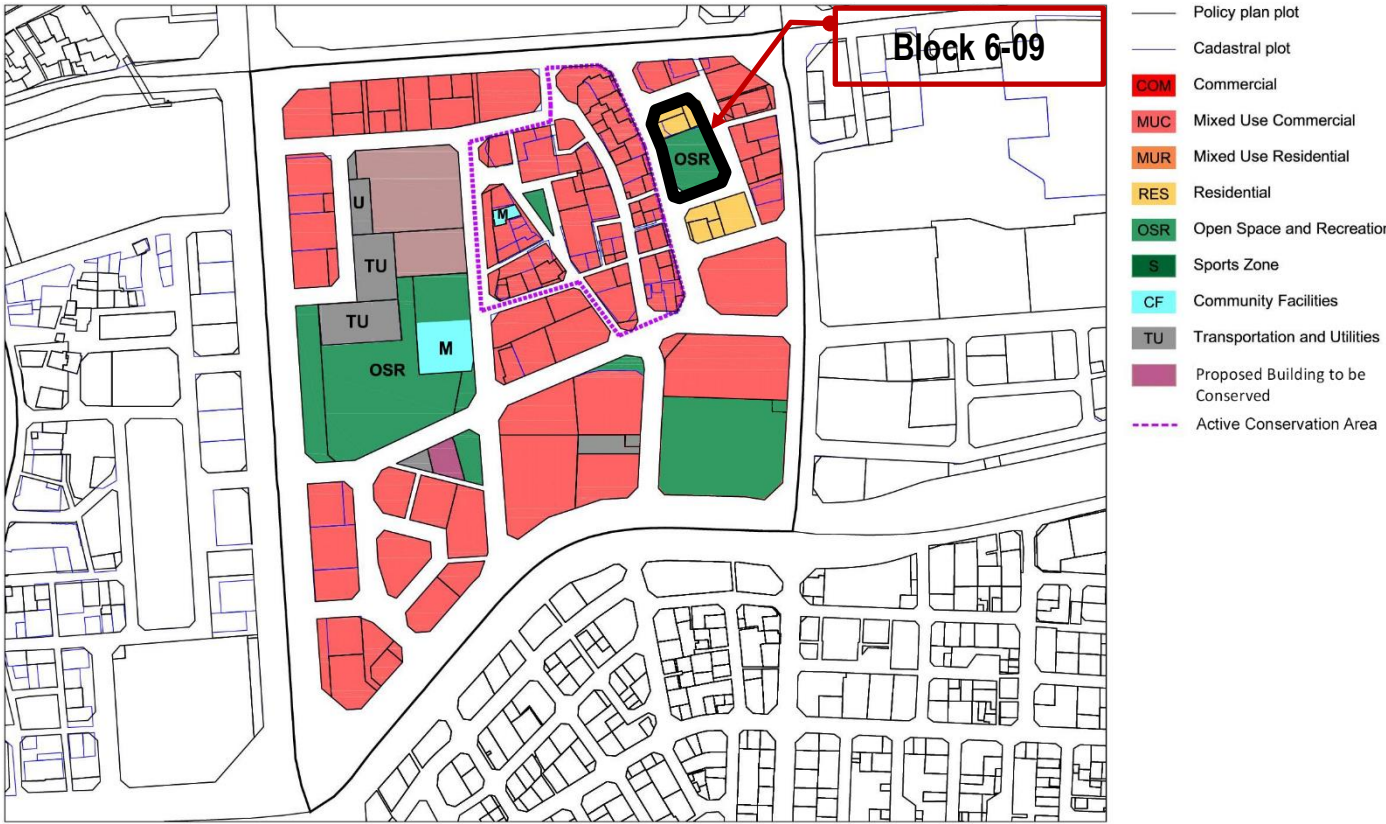 Block 6-09
OSR
U
M
TU
TU
M
OSR
Policy plan plot
Cadastral plot
COM Commercial
MUC Mixed Use Commercial
MUR Mixed Use Residential
RES Residential
OSR Open Space and Recreation
S Sports Zone
CF Community Facilities
TU Transportation and Utilities
Proposed Building to be
Conserved
Active Conservation Area